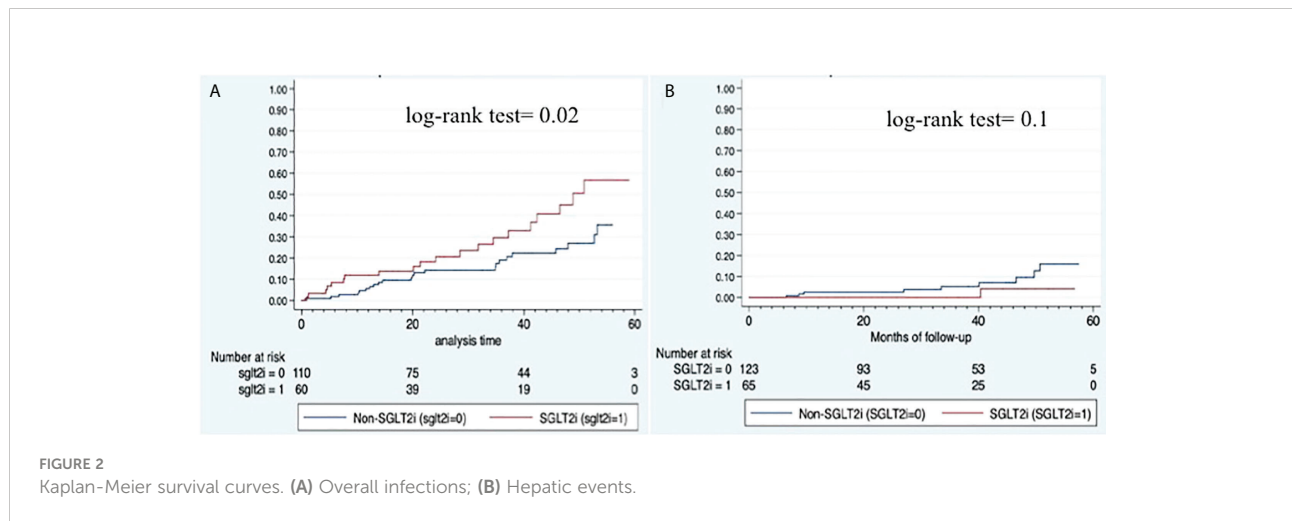 A
log-rank test= 0.02
1.00
0.90
0.80
0.70
0.60
0.50
0.40
0.30
0.20
0.10
0.00
0 20 40 60
analysis time
Number at risk
sglt2i = 0 110 75 44 3
sglt2i = 1 60 39 19 0
Non-SGLT2i (sglt2i=0) SGLT2i (sglt2i=1)
B
log-rank test= 0.1
1.00
0.90
0.80
0.70
0.60
0.50
0.40
0.30
0.20
0.10
0.00
0 20 40 60
Months of follow-up
Number at risk
SGLT2i = 0 123 93 53 5
SGLT2i = 1 65 45 25 0
Non-SGLT2i (SGLT2i=0) SGLT2i (SGLT2i=1)
FIGURE 2
Kaplan-Meier survival curves. (A) Overall infections; (B) Hepatic events.